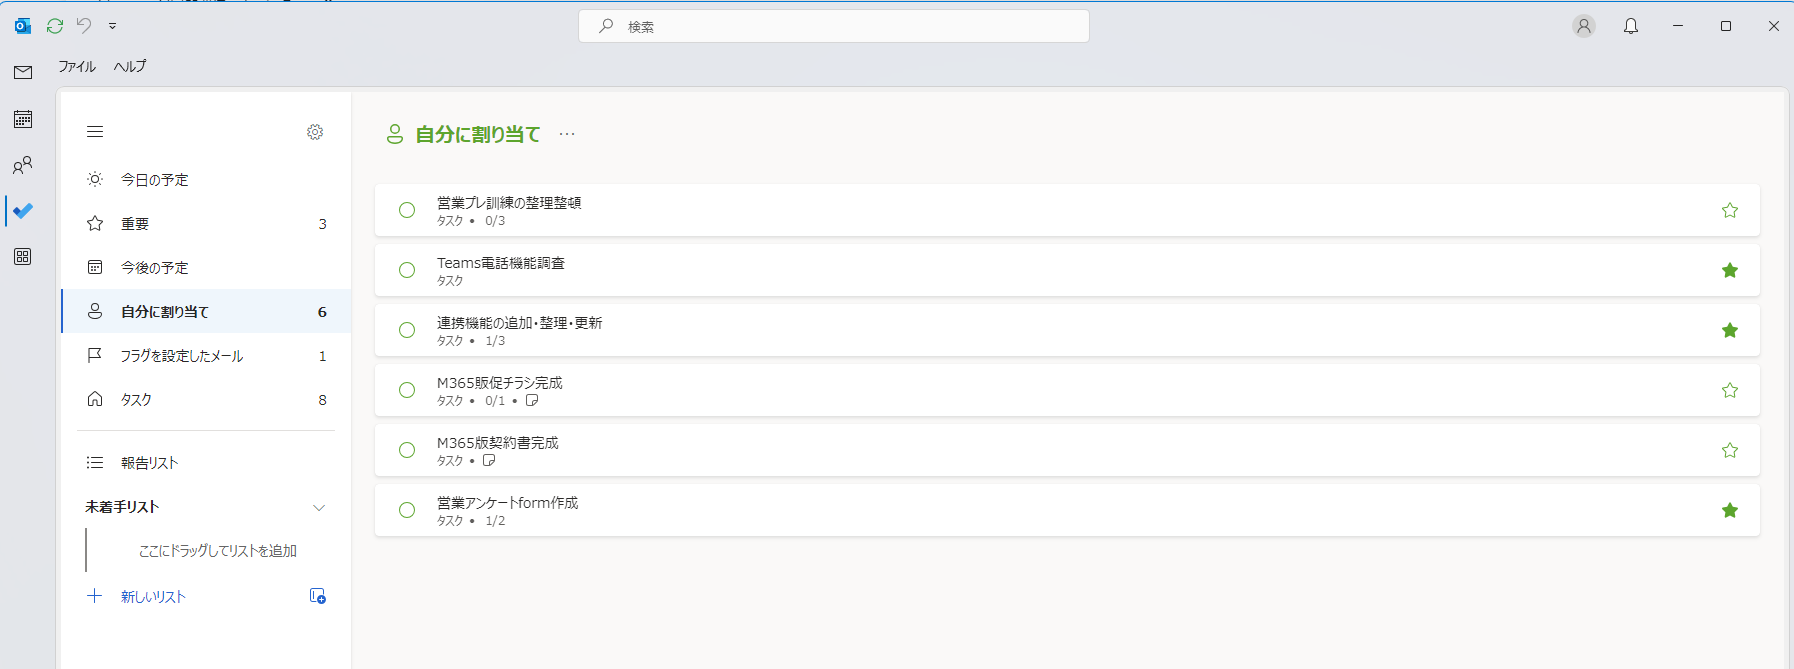 検索
ファイル ヘルプ
今日の予定
重要 3
今後の予定
自分に割り当て 6
フラグを設定したメール 1
タスク 8
報告リスト
未着手リスト
ここにドラッグしてリストを追加
新しいリスト
自分に割り当て ...
営業プレ訓練の整理整頓
タスク • 0/3
Teams電話機能調査
タスク
連携機能の追加・整理・更新
タスク • 1/3
M365販促チラシ完成
タスク • 0/1 •
M365版契約書完成
タスク •
営業アンケートform作成
タスク • 1/2